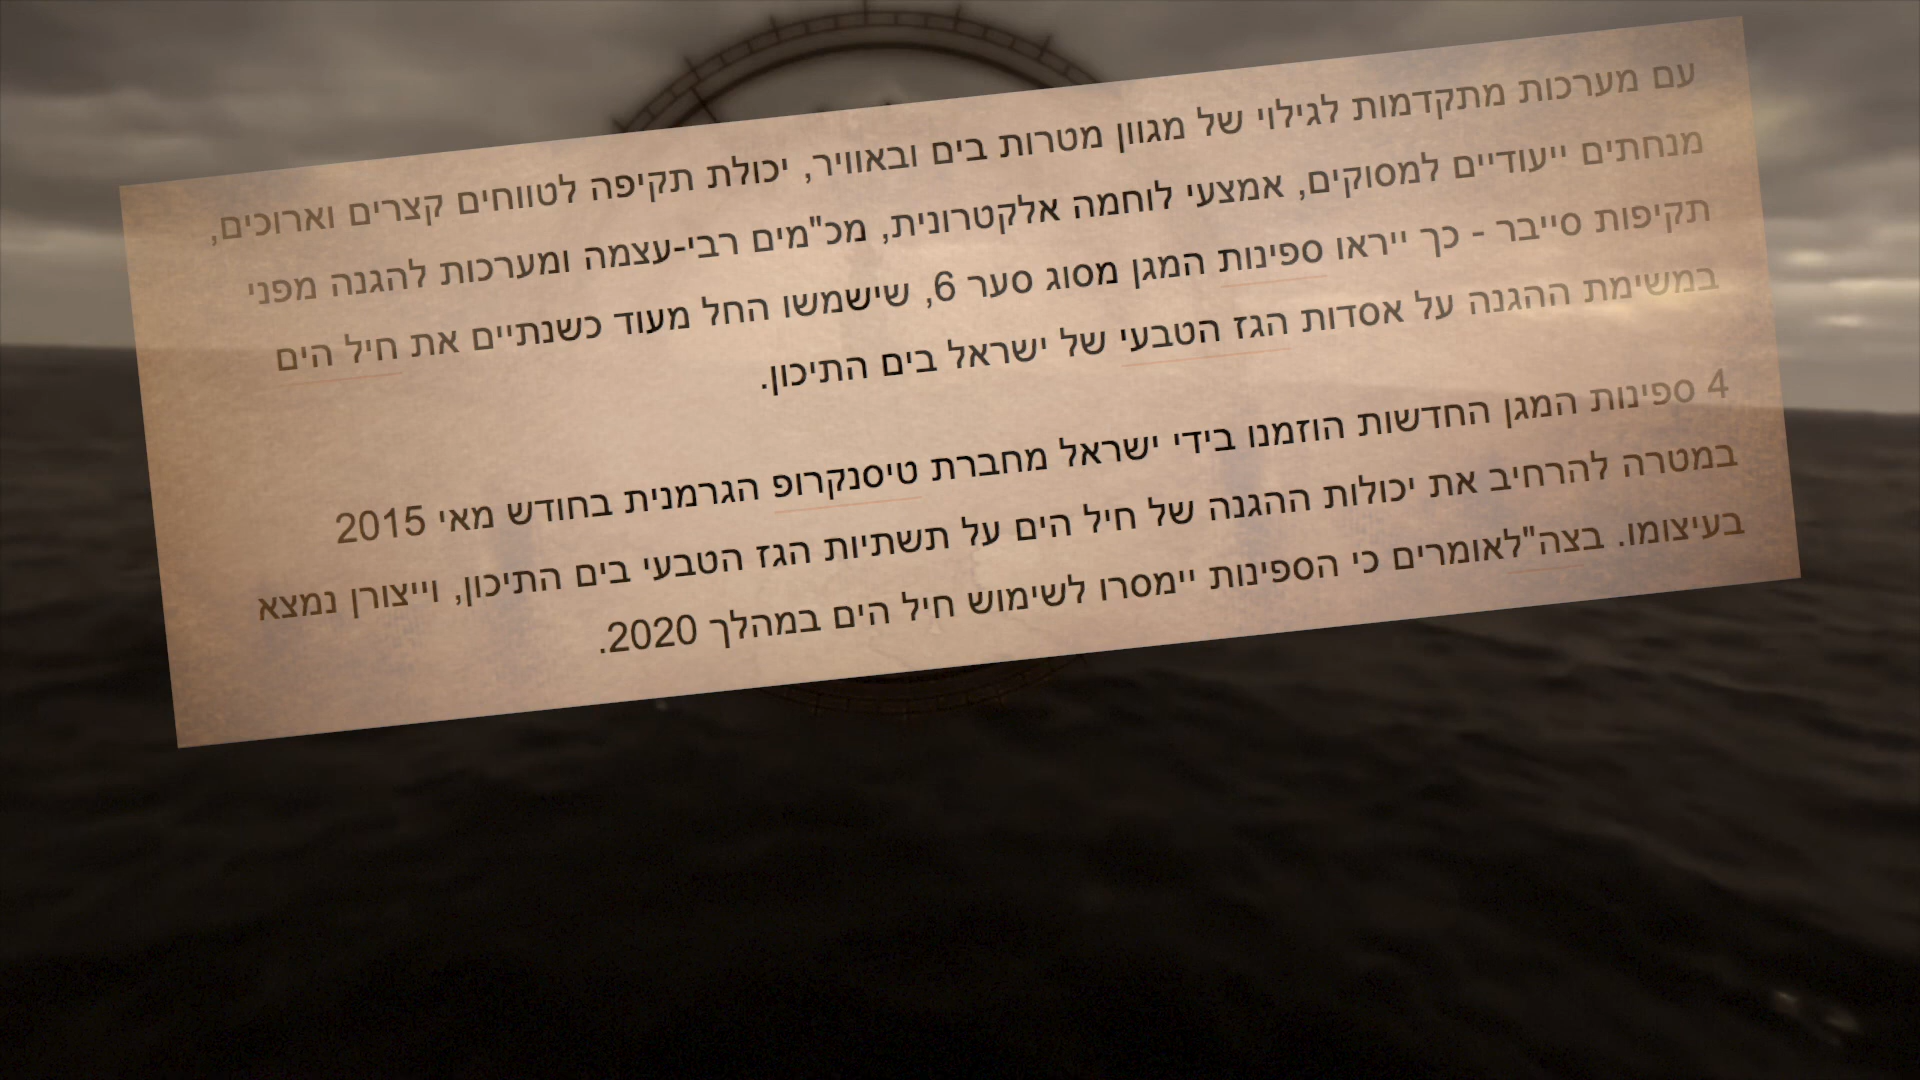 עם מערכות מתקדמות לגילוי של מגוון מטרות בים ובאוויר, יכולת תקיפה לטווחים קצרים וארוכים,
מנחתים ייעודיים למסוקים, אמצעי לוחמה אלקטרונית, מכ"מים רבי-עצמה ומערכות להגנה מפני
תקיפות סייבר - כך ייראו ספינות המגן מסוג סער 6, שישמשו החל מעוד כשנתיים את חיל הים
במשימת ההגנה על אסדות הגז הטבעי של ישראל בים התיכון.
4 ספינות המגן החדשות הוזמנו בידי ישראל מחברת טיסנקרופ הגרמנית בחודש מאי 2015
במטרה להרחיב את יכולות ההגנה של חיל הים על תשתיות הגז הטבעי בים התיכון, וייצורן נמצא
בעיצומו. בצה"לאומרים כי הספינות יימסרו לשימוש חיל הים במהלך 2020.